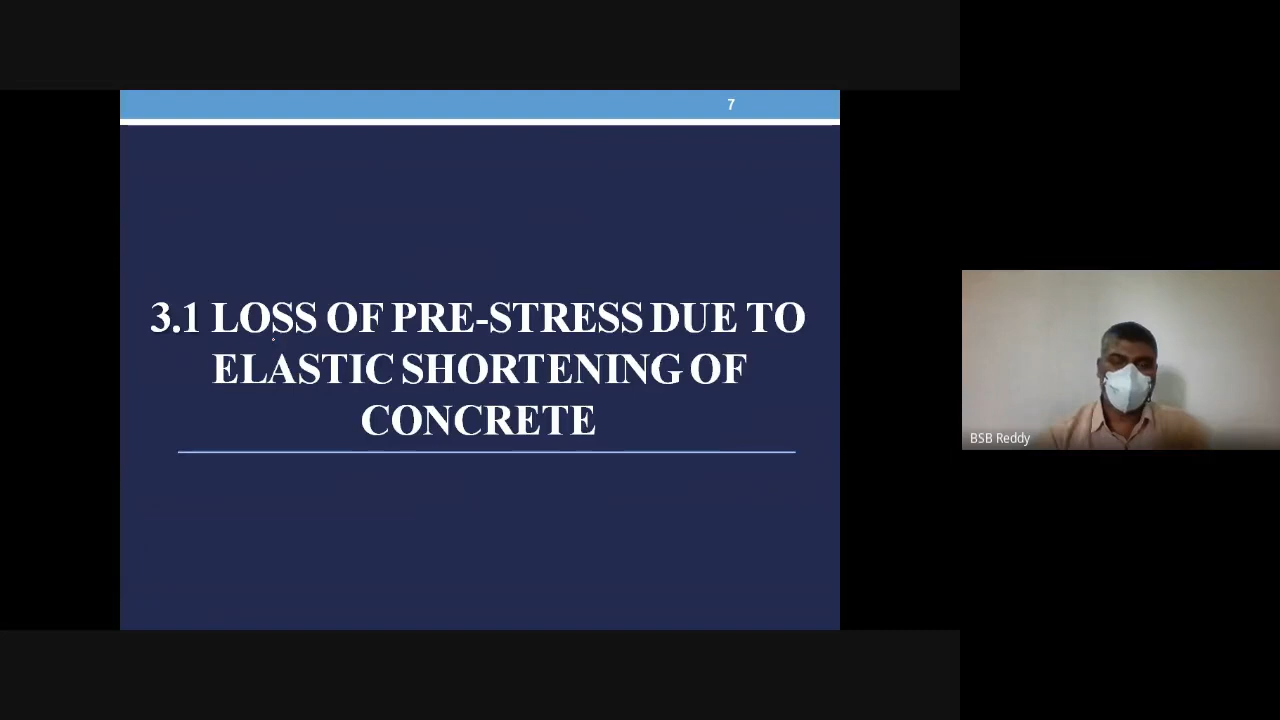 7
3.1 LOSS OF PRE-STRESS DUE TO
ELASTIC SHORTENING OF
CONCRETE
BSB Reddy